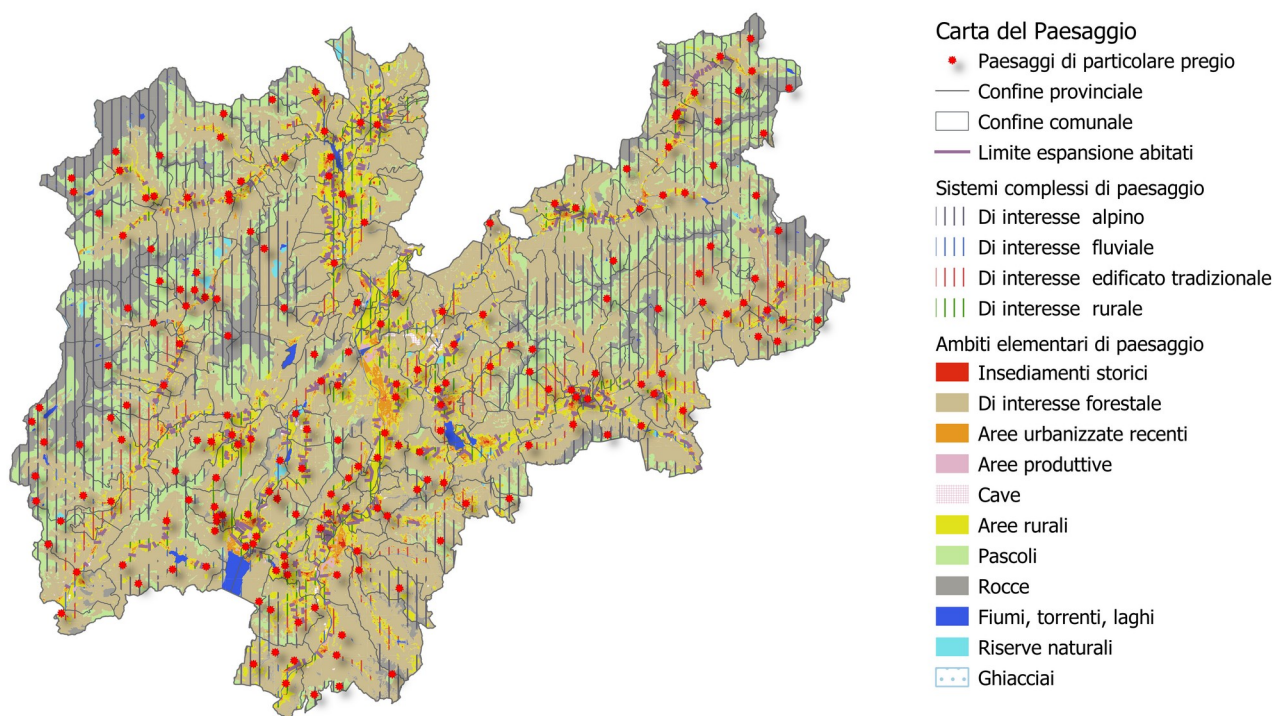 Carta del Paesaggio
Paesaggi di particolare pregio
Confine provinciale
Confine comunale
Limite espansione abitati
Sistemi complessi di paesaggio
Di interesse alpino
Di interesse fluviale
Di interesse edificato tradizionale
Di interesse rurale
Ambiti elementari di paesaggio
Insediamenti storici
Di interesse forestale
Aree urbanizzate recenti
Aree produttive
Cave
Aree rurali
Pascoli
Rocce
Fiumi, torrenti, laghi
Riserve naturali
Ghiacciai